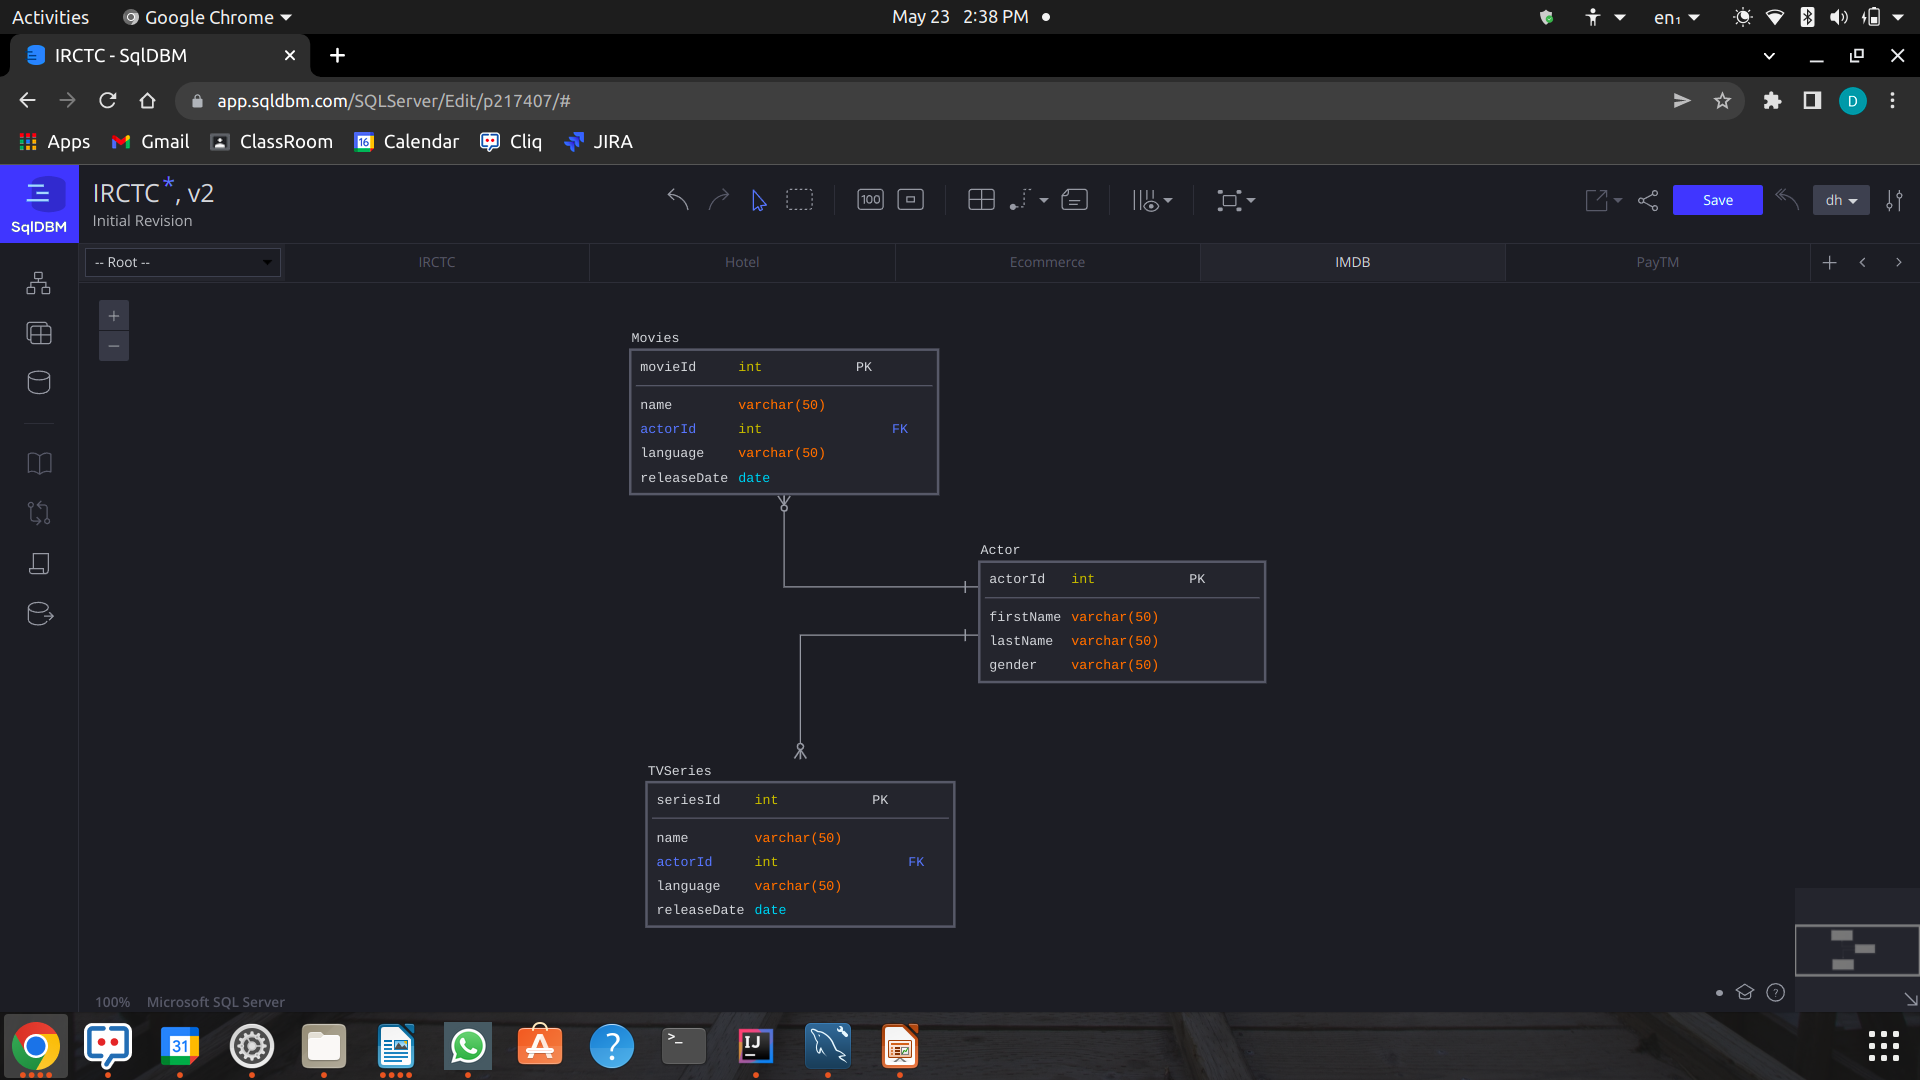 Activities Google Chrome May 23 2:38 PM en₁
IRCTC - SqlDBM
app.sqldbm.com/SQLServer/Edit/p217407/# D
Apps Gmail ClassRoom 16 Calendar Cliq JIRA
SqlDBM
IRCTC*, v2
Initial Revision
100
Save
dh
-- Root -- IRCTC Hotel Ecommerce IMDB PayTM
Movies
movieId int PK
name varchar(50)
actorId int FK
language varchar(50)
releaseDate date
Actor
actorId int PK
firstName varchar(50)
lastName varchar(50)
gender varchar(50)
TVSeries
seriesId int PK
name varchar(50)
actorId int FK
language varchar(50)
releaseDate date
100% Microsoft SQL Server
31
IJ